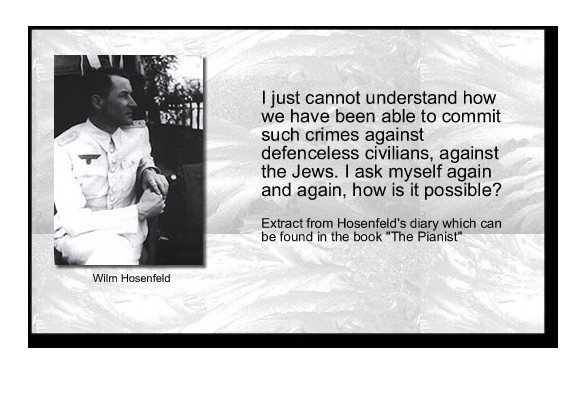 I just cannot understand how
we have been able to commit
such crimes against
defenceless civilians, against
the Jews. I ask myself again
and again, how is it possible?
Extract from Hosenfeld's diary which can
be found in the book "The Pianist"
Wilm Hosenfeld